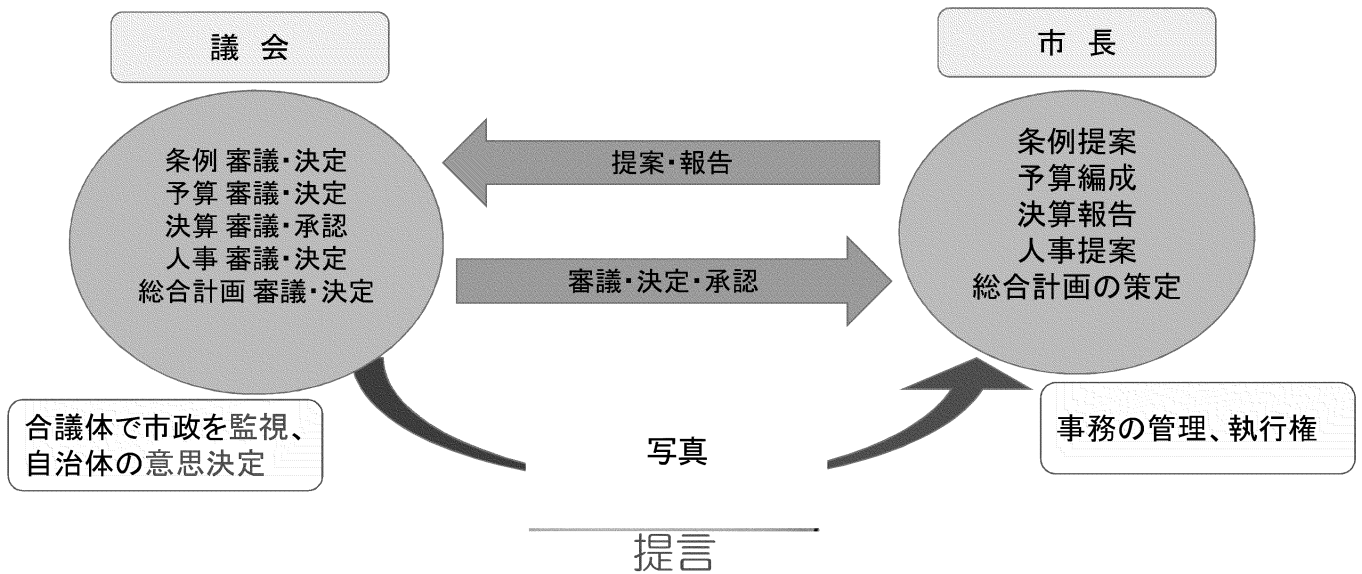 議 会
市 長
条例 審議・決定
予算 審議・決定
決算 審議・承認
人事 審議・決定
総合計画 審議・決定
提案・報告
審議・決定・承認
条例提案
予算編成
決算報告
人事提案
総合計画の策定
合議体で市政を監視、
自治体の意思決定
写真
事務の管理、執行権
提言